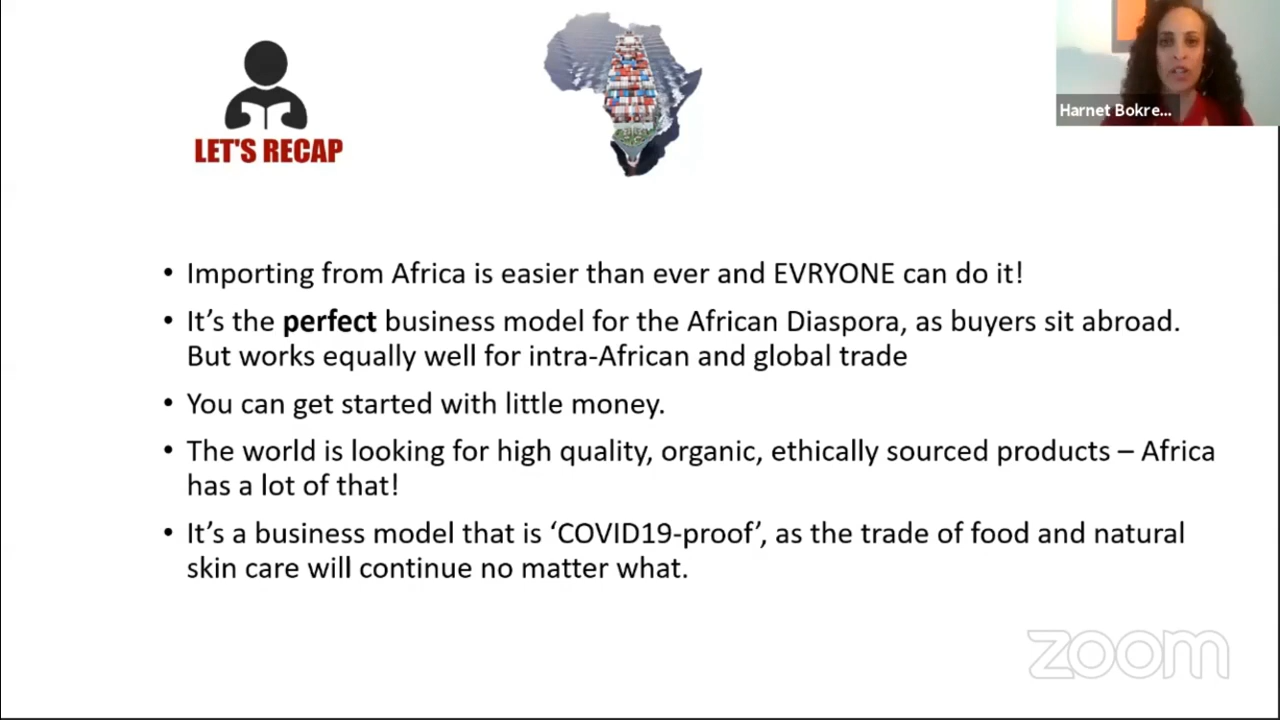 LET'S RECAP
Harnet Bokre...
• Importing from Africa is easier than ever and EVRYONE can do it!
• It's the perfect business model for the African Diaspora, as buyers sit abroad.
But works equally well for intra-African and global trade
• You can get started with little money.
• The world is looking for high quality, organic, ethically sourced products – Africa
has a lot of that!
• It's a business model that is ‘COVID19-proof’, as the trade of food and natural
skin care will continue no matter what.
zoom